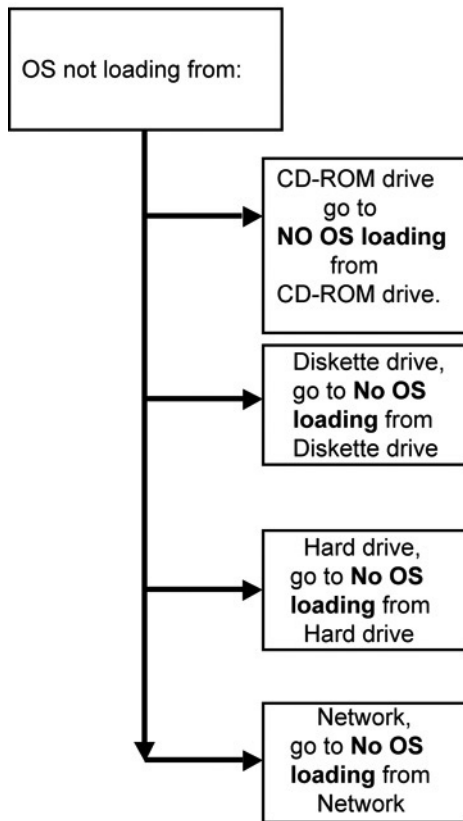 OS not loading from:
CD-ROM drive
go to
NO OS loading
from
CD-ROM drive.
Diskette drive,
go to No OS
loading from
Diskette drive
Hard drive,
go to No OS
loading from
Hard drive
Network,
go to No OS
loading from
Network